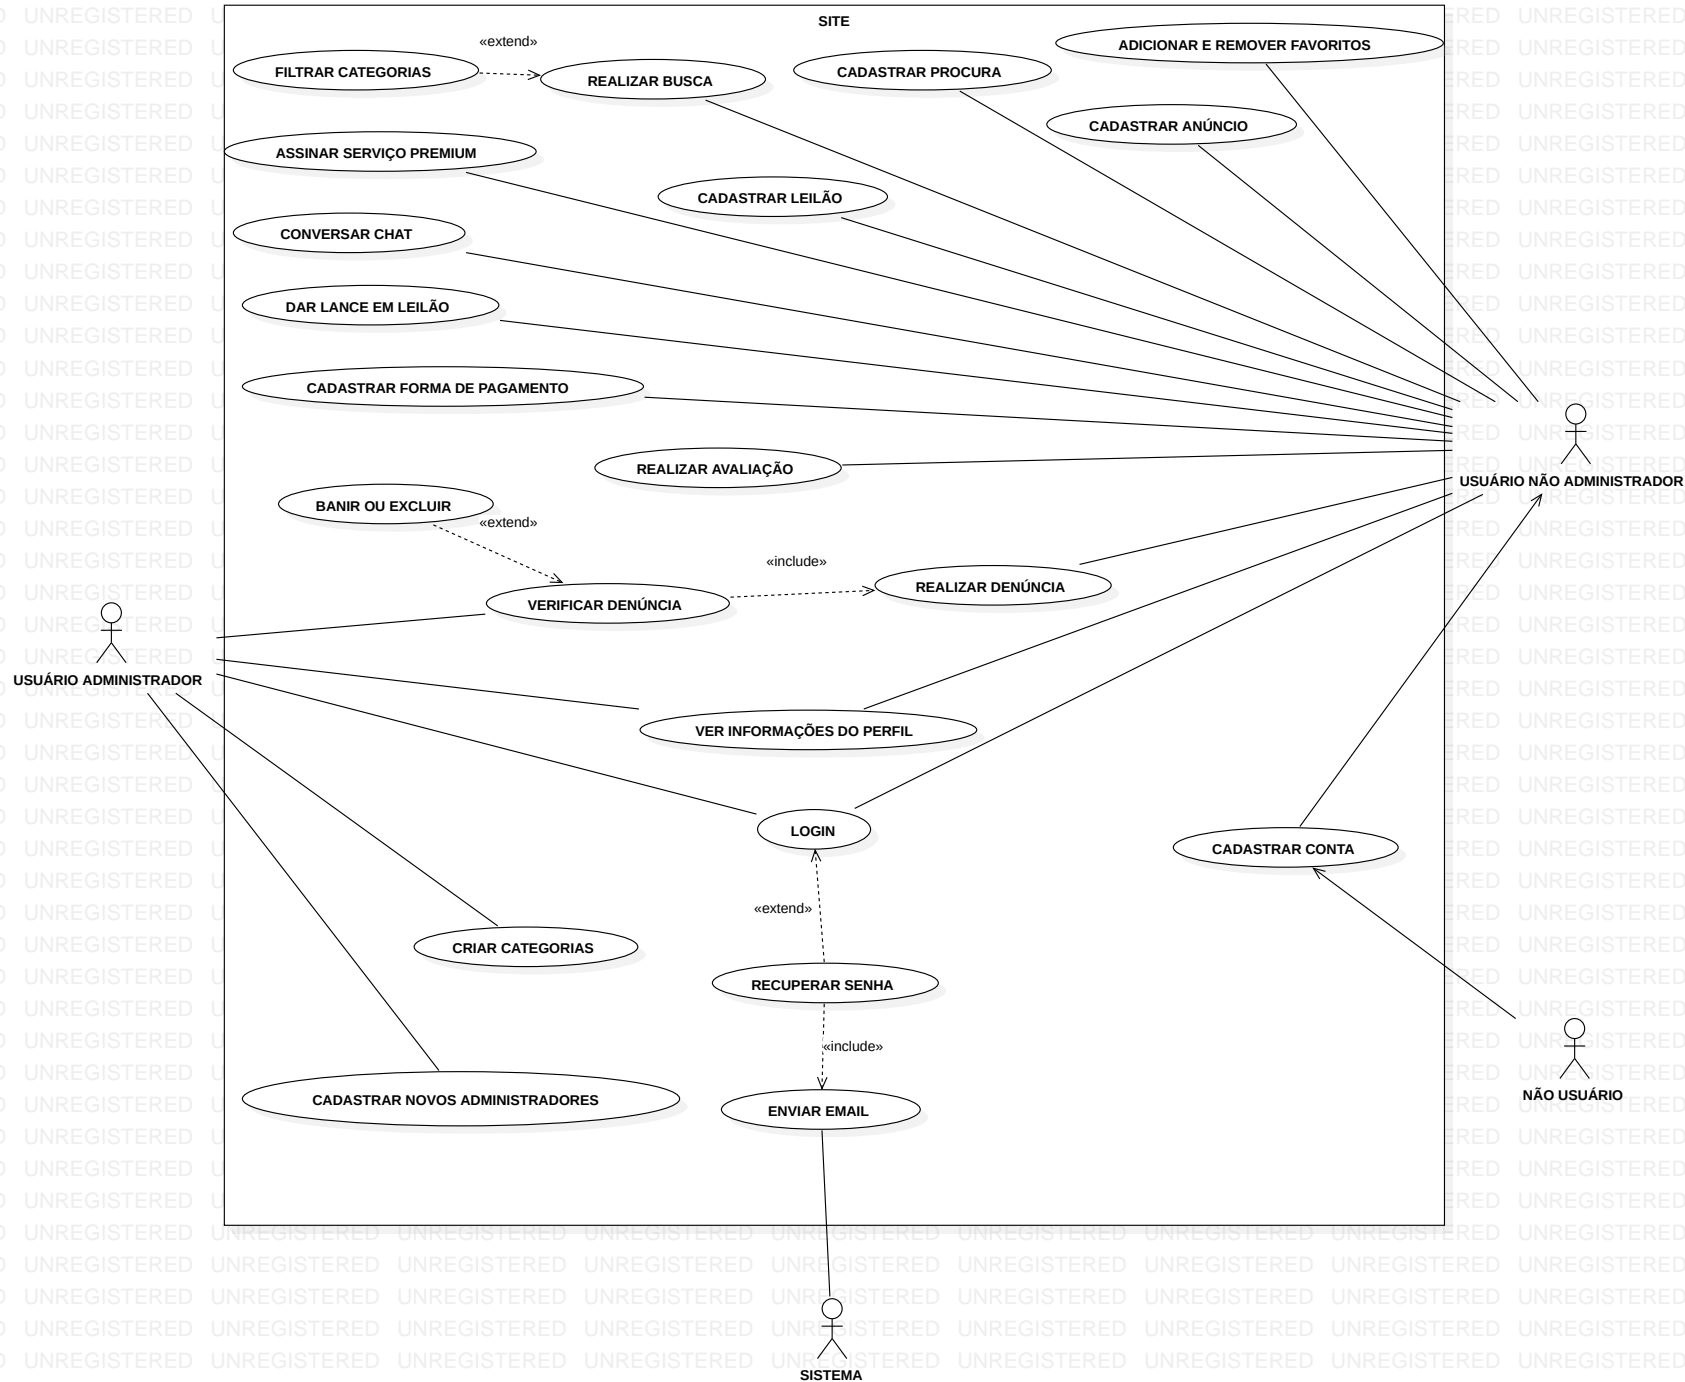 SITE
«extend»
FILTRAR CATEGORIAS
REALIZAR BUSCA
CADASTRAR PROCURA
ADICIONAR E REMOVER FAVORITOS
CADASTRAR ANÚNCIO
ASSINAR SERVIÇO PREMIUM
CADASTRAR LEILÃO
CONVERSAR CHAT
DAR LANCE EM LEILÃO
CADASTRAR FORMA DE PAGAMENTO
REALIZAR AVALIAÇÃO
USUÁRIO NÃO ADMINISTRADOR
BANIR OU EXCLUIR
«extend»
«include»
REALIZAR DENÚNCIA
VERIFICAR DENÚNCIA
USUÁRIO ADMINISTRADOR
VER INFORMAÇÕES DO PERFIL
LOGIN
CADASTRAR CONTA
«extend»
CRIAR CATEGORIAS
RECUPERAR SENHA
«include»
NÃO USUÁRIO
CADASTRAR NOVOS ADMINISTRADORES
ENVIAR EMAIL
SISTEMA
UNREGISTERED